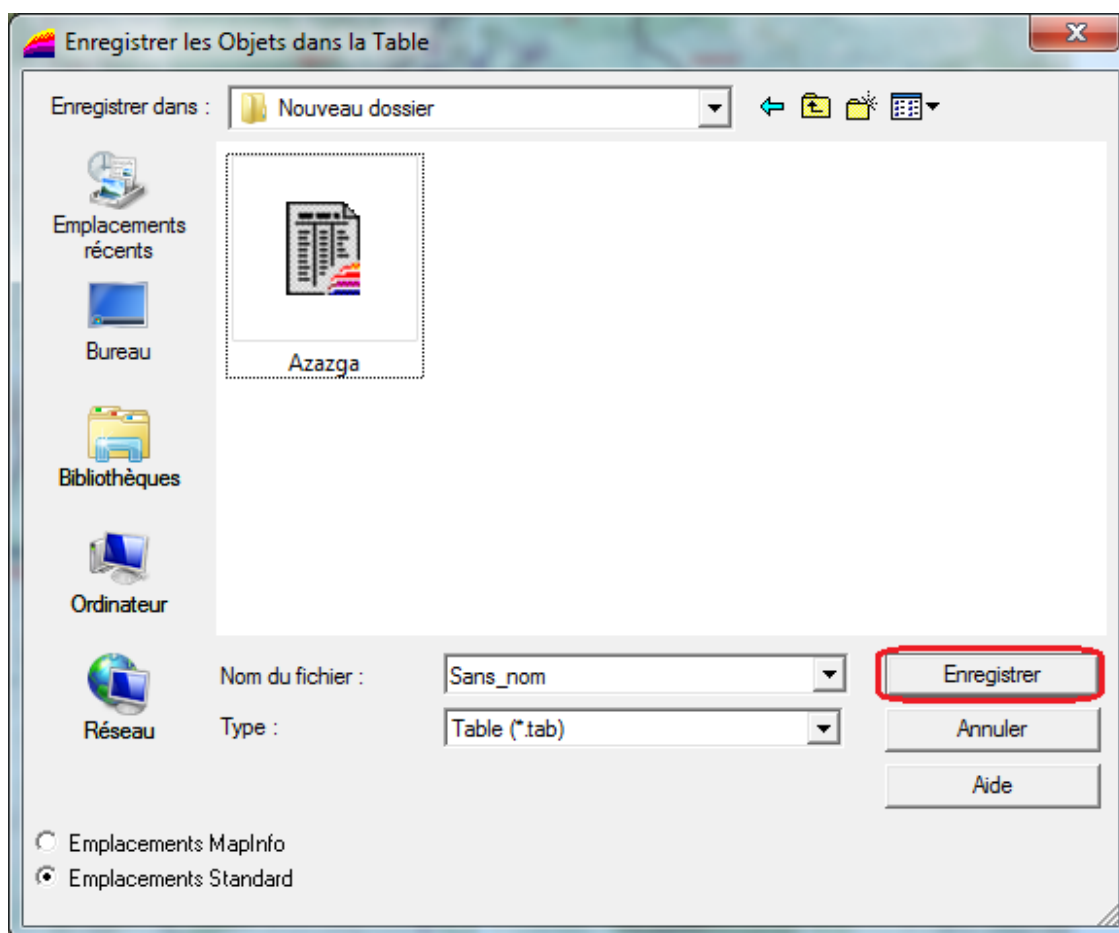 Enregistrer les Objets dans la Table
Enregistrer dans :
Nouveau dossier
Emplacements
récents
Bureau
Bibliothèques
Ordinateur
Réseau
Azazga
Nom du fichier :
Sans_nom
Enregistrer
Type :
Table (*.tab)
Annuler
Aide
Emplacements MapInfo
Emplacements Standard